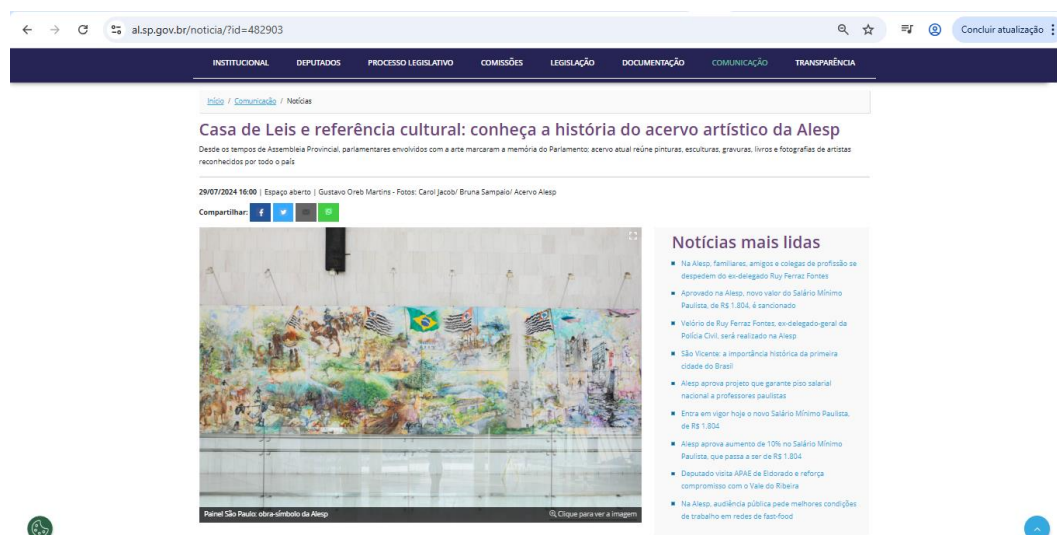 al.sp.gov.br/noticia/?id=482903
Concluir atualização
INSTITUCIONAL DEPUTADOS PROCESSO LEGISLATIVO COMISSÕES LEGISLAÇÃO DOCUMENTAÇÃO COMUNICAÇÃO TRANSPARÊNCIA
Início / Comunicação / Notícias
Casa de Leis e referência cultural: conheça a história do acervo artístico da Alesp
Desde os tempos de Assembleia Provincial, parlamentares envolvidos com a arte marcaram a memória do Parlamento; acervo atual reúne pinturas, esculturas, gravuras, livros e fotografias de artistas
reconhecidos por todo o país
29/07/2024 16:00 | Espaço aberto | Gustavo Oreb Martins - Fotos: Carol Jacob/ Bruna Sampaio/ Acervo Alesp
Compartilhar:
Painel São Paulo: obra-símbolo da Alesp
Clique para ver a imagem
Notícias mais lidas
Na Alesp, familiares, amigos e colegas de profissão se
despedem do ex-delegado Ruy Ferraz Fontes
Aprovado na Alesp, novo valor do Salário Mínimo
Paulista, de R$ 1.804, é sancionado
Velório de Ruy Ferraz Fontes, ex-delegado-geral da
Polícia Civil, será realizado na Alesp
São Vicente: a importância histórica da primeira
cidade do Brasil
Alesp aprova projeto que garante piso salarial
nacional a professores paulistas
Entra em vigor hoje o novo Salário Mínimo Paulista,
de R$ 1.804
Alesp aprova aumento de 10% no Salário Mínimo
Paulista, que passa a ser de R$ 1.804
Deputado visita APAE de Eldorado e reforça
compromisso com o Vale do Ribeira
Na Alesp, audiência pública pede melhores condições
de trabalho em redes de fast-food